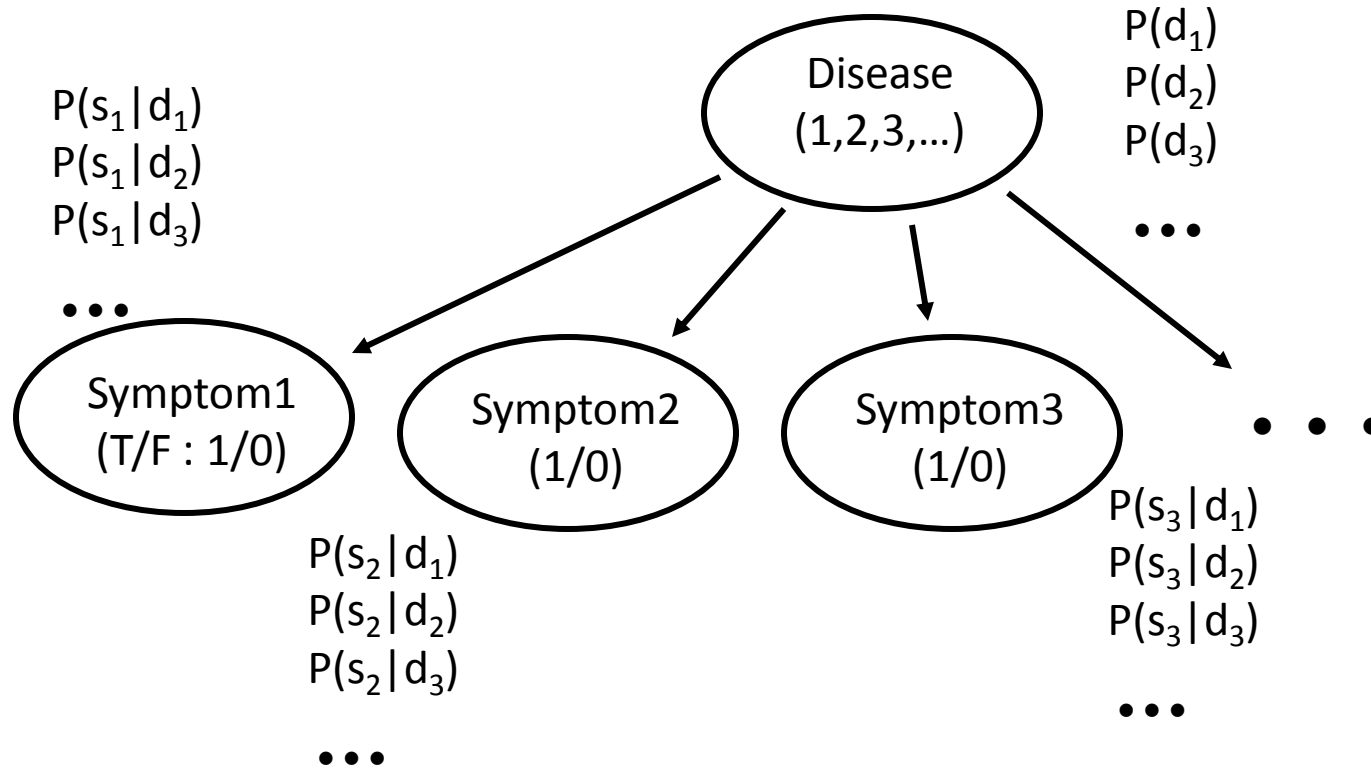 P(d₁)
P(d₂)
P(d₃)
•••
Disease
(1,2,3,...)
P(s₁|d₁)
P(s₁|d₂)
P(s₁|d₃)
•••
Symptom1
(T/F : 1/0)
Symptom2
(1/0)
Symptom3
(1/0)
• • •
P(s₂|d₁)
P(s₂|d₂)
P(s₂|d₃)
•••
P(s₃|d₁)
P(s₃|d₂)
P(s₃|d₃)
•••